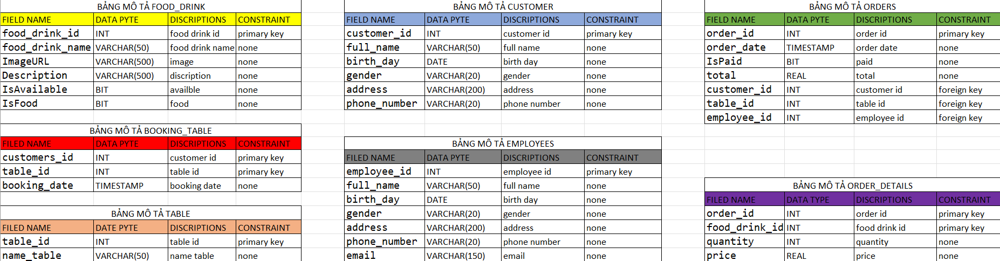 BẢNG MÔ TẢ FOOD_DRINK
FIELD NAME DATA PYTE DISCRIPTIONS CONSTRAINT
food_drink_id INT food drink id primary key
food_drink_name VARCHAR(50) food drink name none
ImageURL VARCHAR(500) image none
Description VARCHAR(500) discription none
IsAvailable BIT availble none
IsFood BIT food none
BẢNG MÔ TẢ BOOKING_TABLE
FILED NAME DATA PYTE DISCRIPTIONS CONSTRAINT
customers_id INT customer id primary key
table_id INT table id primary key
booking_date TIMESTAMP booking date none
BẢNG MÔ TẢ TABLE
FILED NAME DATE PYTE DISCRIPTIONS CONSTRAINT
table_id INT table id primary key
name_table VARCHAR(50) name table none
BẢNG MÔ TẢ CUSTOMER
FIELD NAME DATA PYTE DISCRIPTIONS CONSTRAINT
customer_id INT customer id primary key
full_name VARCHAR(50) full name none
birth_day DATE birth day none
gender VARCHAR(20) gender none
address VARCHAR(200) address none
phone_number VARCHAR(20) phone number none
BẢNG MÔ TẢ EMPLOYEES
FILED NAME DATA PYTE DISCRIPTIONS CONSTRAINT
employee_id INT employee id primary key
full_name VARCHAR(50) full name none
birth_day DATE birth day none
gender VARCHAR(20) gender none
address VARCHAR(200) address none
phone_number VARCHAR(20) phone number none
email VARCHAR(150) email none
BẢNG MÔ TẢ ORDERS
FIELD NAME DATA PYTE DISCRIPTIONS CONSTRAINT
order_id INT order id primary key
order_date TIMESTAMP order date none
IsPaid BIT paid none
total REAL total none
customer_id INT customer id foreign key
table_id INT table id foreign key
employee_id INT employee id foreign key
BẢNG MÔ TẢ ORDER_DETAILS
FILED NAME DATA TYPE DISCRIPTIONS CONSTRAINT
order_id INT order id primary key
food_drink_id INT food drink id primary key
quantity INT quantity none
price REAL price none